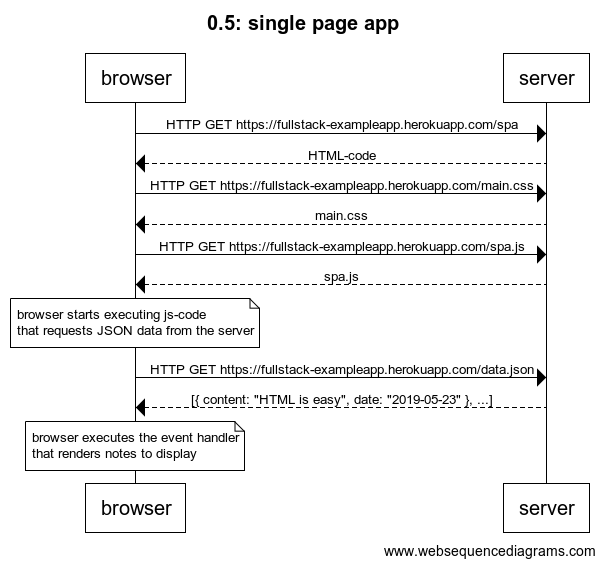 0.5: single page app
browser
server
HTTP GET https://fullstack-exampleapp.herokuapp.com/spa
HTML-code
HTTP GET https://fullstack-exampleapp.herokuapp.com/main.css
main.css
HTTP GET https://fullstack-exampleapp.herokuapp.com/spa.js
spa.js
browser starts executing js-code
that requests JSON data from the server
HTTP GET https://fullstack-exampleapp.herokuapp.com/data.json
[{ content: "HTML is easy", date: "2019-05-23" }, ...]
browser executes the event handler
that renders notes to display
browser
server
www.websequencediagrams.com